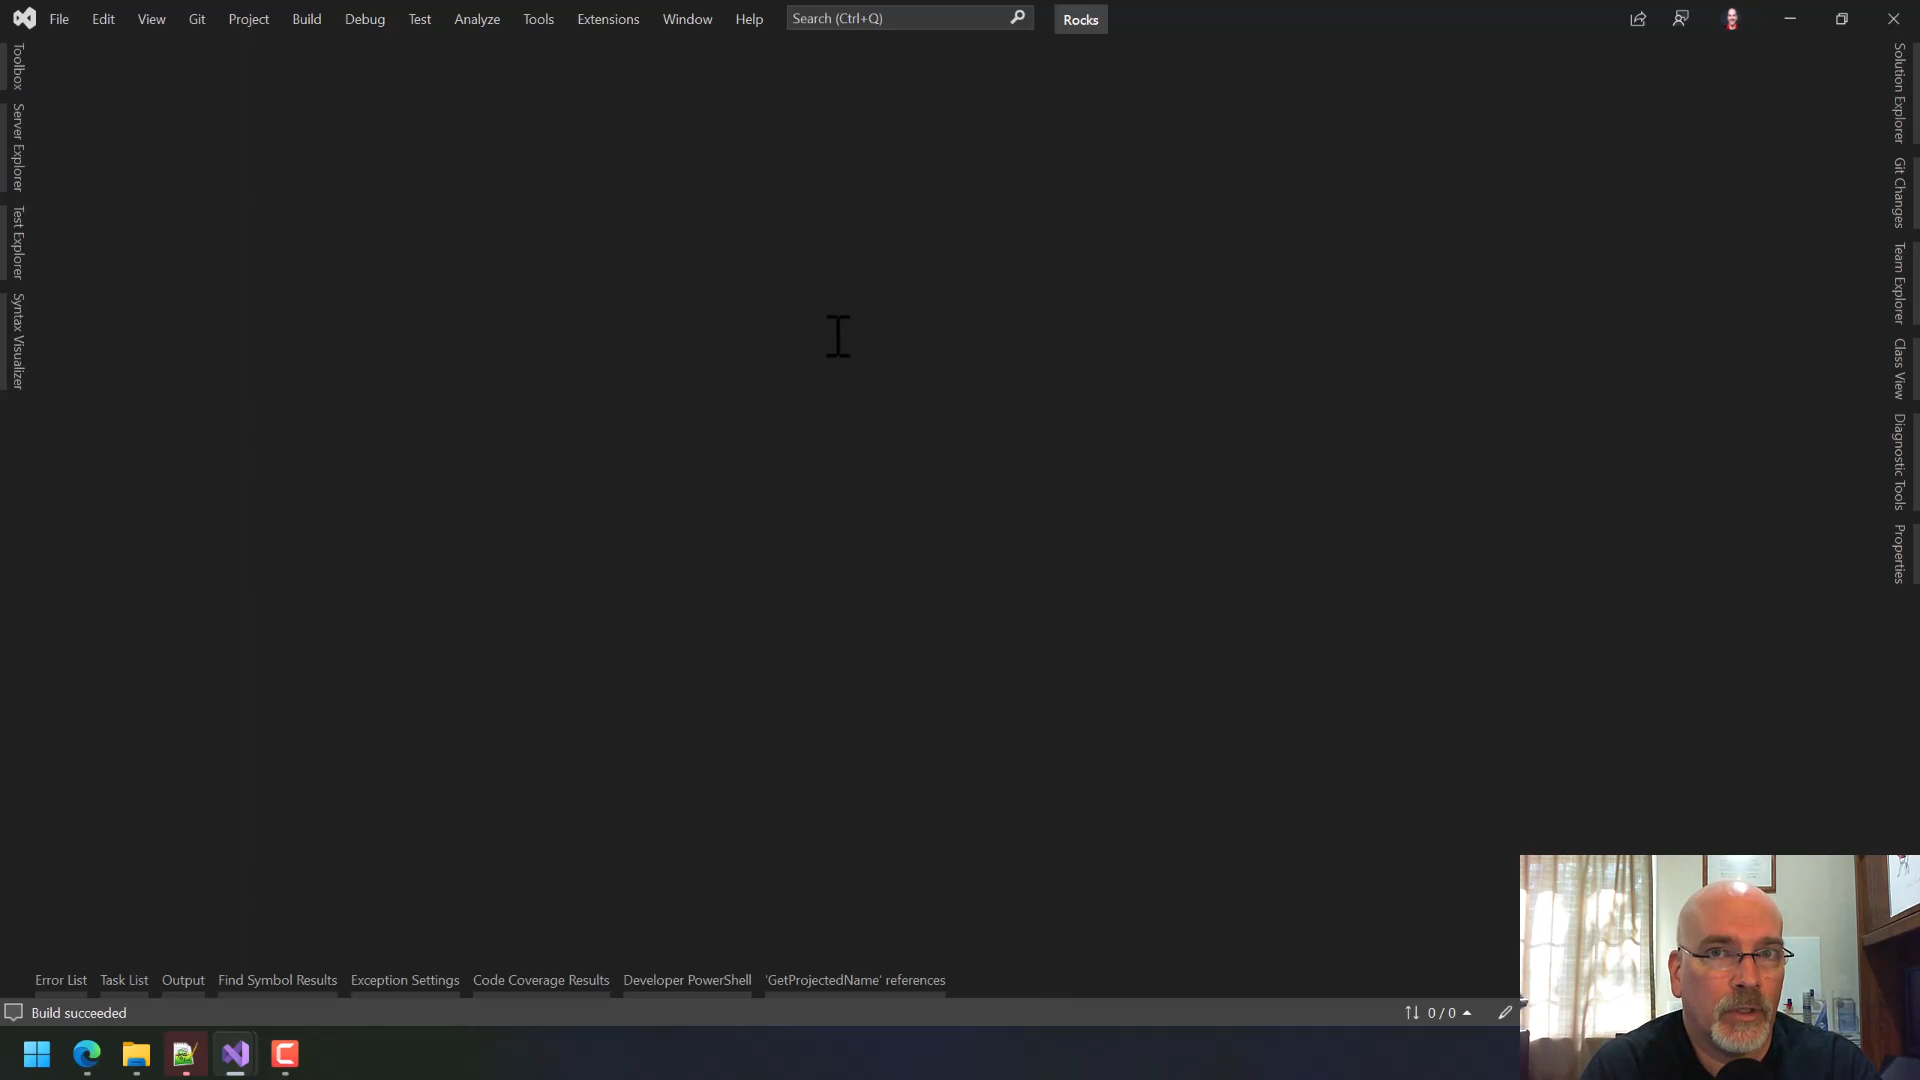 File Edit View Git Project Build Debug Test Analyze Tools Extensions Window Help Search (Ctrl+Q) Rocks
Toolbox
Server Explorer
Test Explorer
Syntax Visualizer
Solution Explorer
Git Changes
Team Explorer
Class View
Diagnostic Tools
Properties
Error List Task List Output Find Symbol Results Exception Settings Code Coverage Results Developer PowerShell 'GetProjectedName' references
Build succeeded 0 / 0